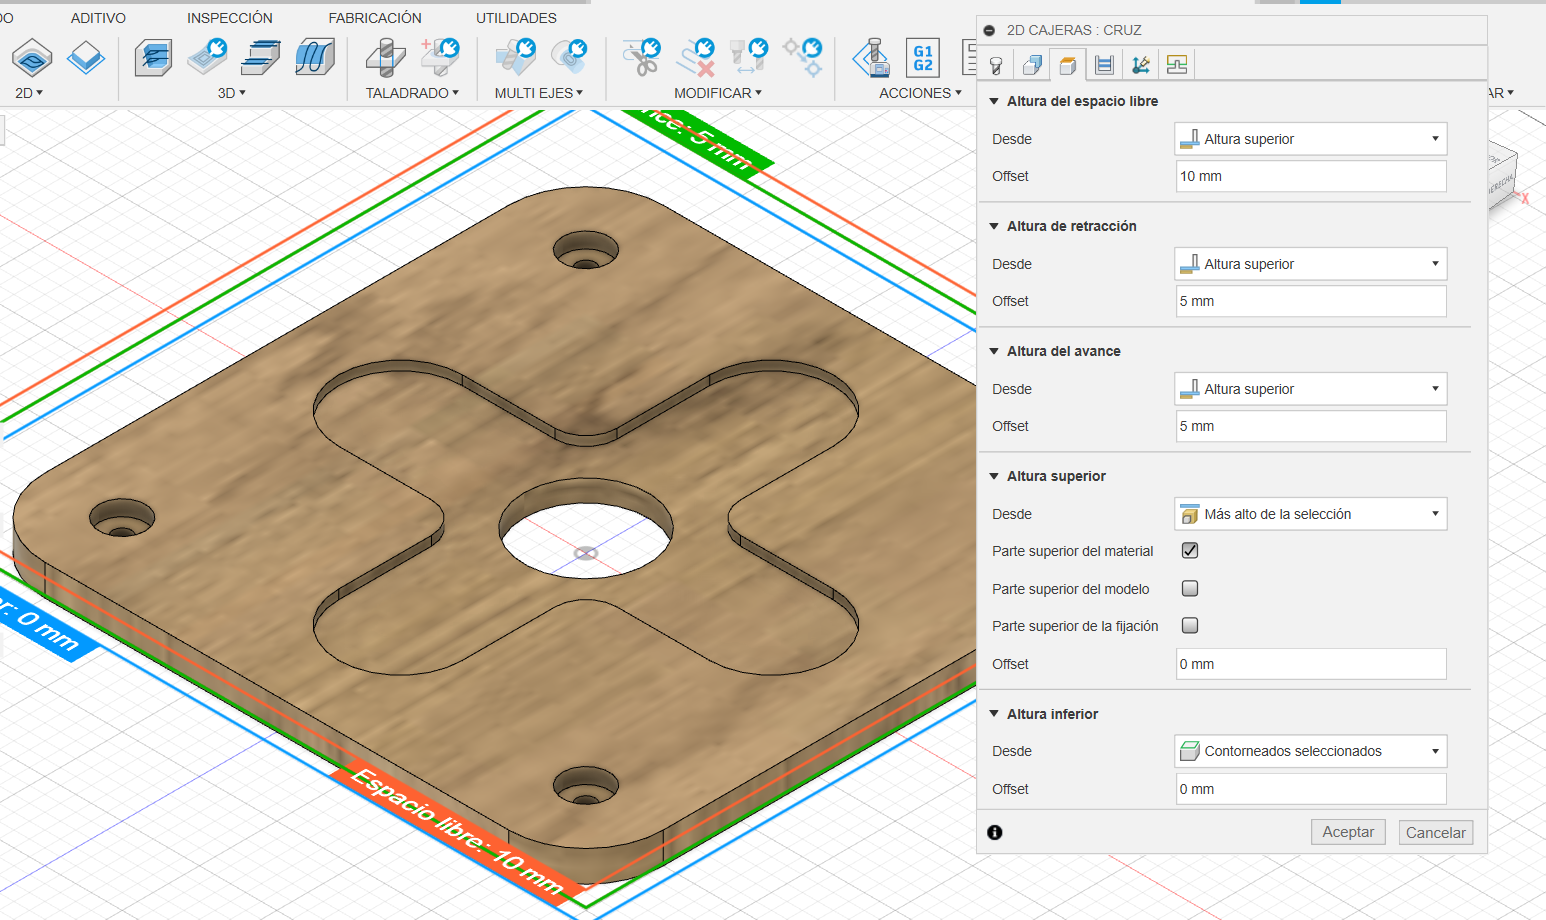 ADITIVO
INSPECCIÓN
FABRICACIÓN
UTILIDADES
G1
G2
2D
3D
TALADRADO
MULTI EJES
MODIFICAR
ACCIONES
2D CAJERAS : CRUZ
Altura del espacio libre
Desde
Altura superior
Offset
10 mm
Altura de retracción
Desde
Altura superior
Offset
5 mm
Altura del avance
Desde
Altura superior
Offset
5 mm
Altura superior
Desde
Más alto de la selección
Parte superior del material
Parte superior del modelo
Parte superior de la fijación
Offset
0 mm
Altura inferior
Desde
Contorneados seleccionados
Offset
0 mm
Aceptar
Cancelar
5 mm
0 mm
Espacio libre: 10 mm
X